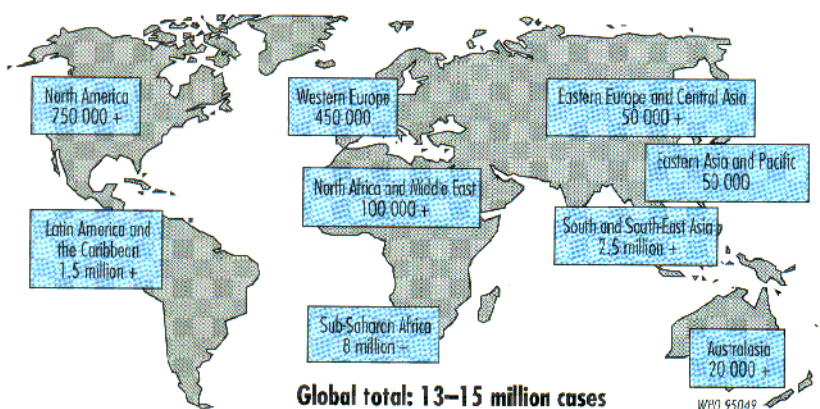 North America
750 000 +
Western Europe
450 000
Eastern Europe and Central Asia
50 000 +
Eastern Asia and Pacific
50 000
North Africa and Middle East
100 000 +
Latin America and
the Caribbean
1,5 million +
South and South-East Asia
2,5 million +
Sub-Saharan Africa
8 million +
Australasia
20 000 +
Global total: 13–15 million cases
WHO 95049